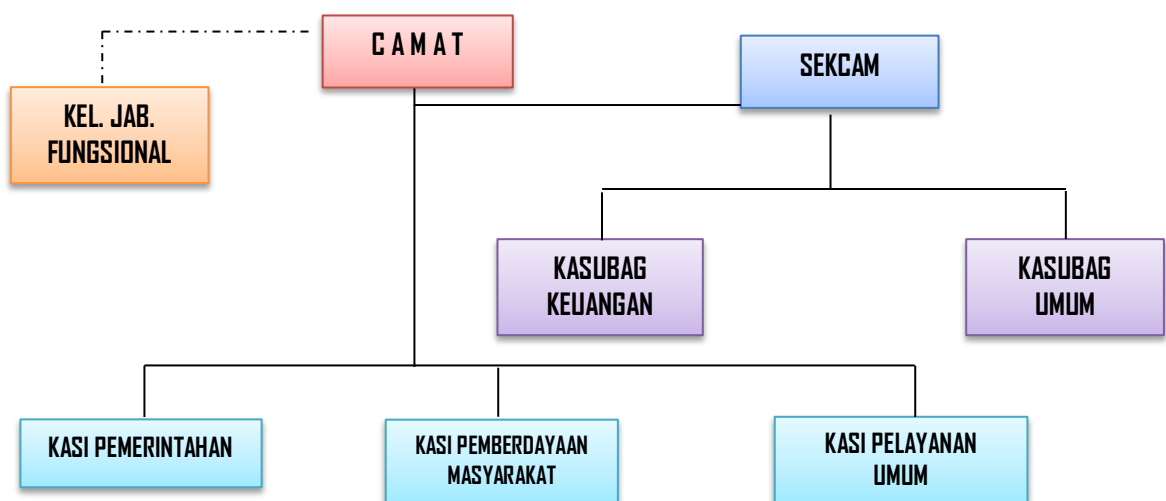 C A M A T
SEKCAM
KEL. JAB.
FUNGSIONAL
KASUBAG
KEUANGAN
KASUBAG
UMUM
KASI PEMERINTAHAN
KASI PEMBERDAYAAN
MASYARAKAT
KASI PELAYANAN
UMUM